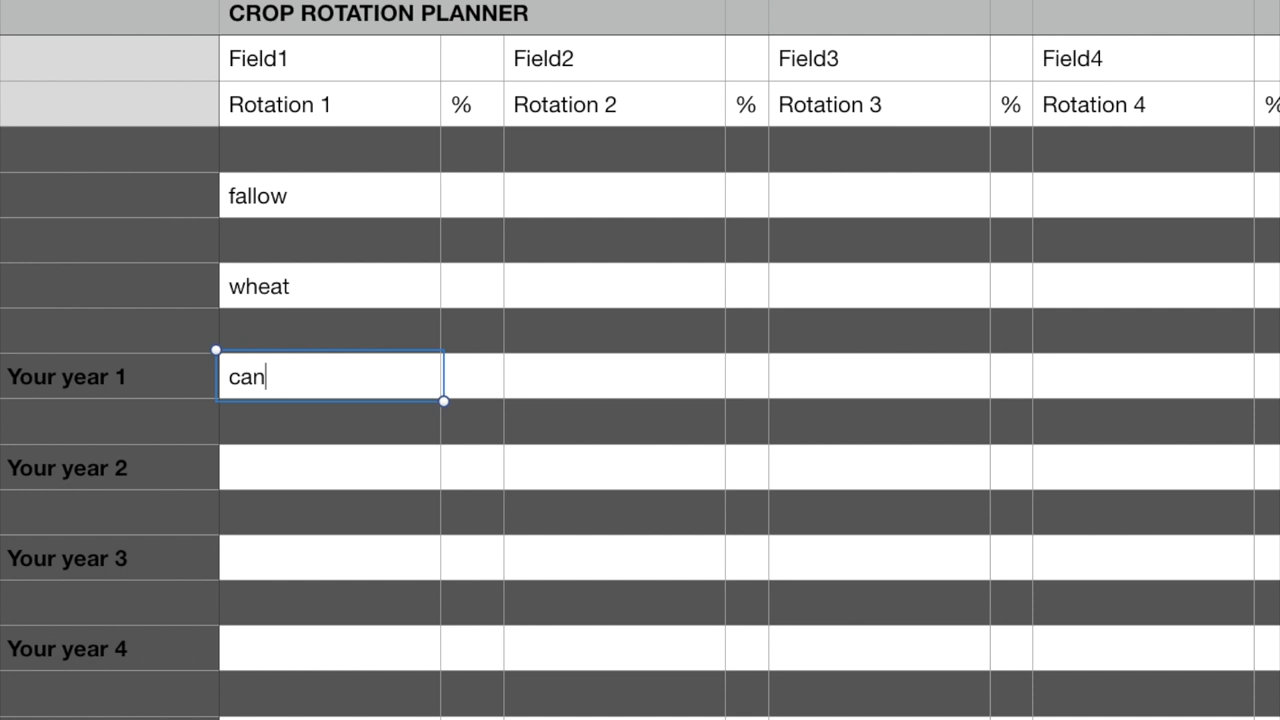 CROP ROTATION PLANNER
Field1 Field2 Field3 Field4
Rotation 1 % Rotation 2 % Rotation 3 % Rotation 4 %
fallow
wheat
Your year 1 can
Your year 2
Your year 3
Your year 4